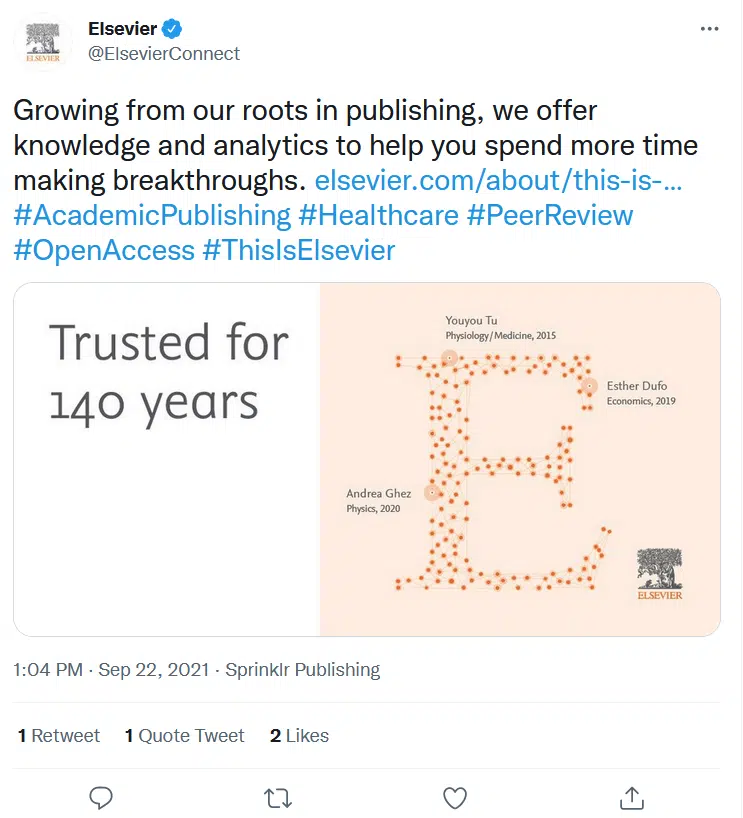 Elsevier
@ElsevierConnect
Growing from our roots in publishing, we offer
knowledge and analytics to help you spend more time
making breakthroughs. elsevier.com/about/this-is-...
#AcademicPublishing #Healthcare #PeerReview
#OpenAccess #ThisIsElsevier
Trusted for
140 years
Youyou Tu
Physiology/Medicine, 2015
Esther Dufo
Economics, 2019
Andrea Ghez
Physics, 2020
ELSEVIER
1:04 PM · Sep 22, 2021 · Sprinklr Publishing
1 Retweet 1 Quote Tweet 2 Likes